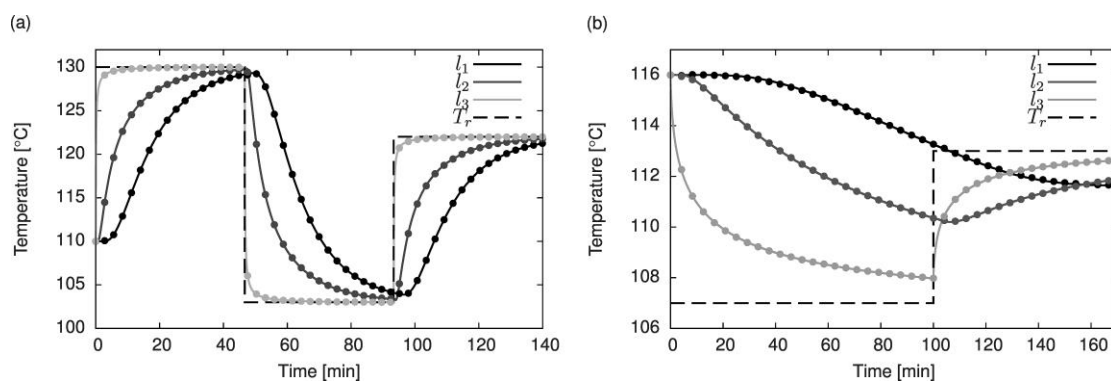 (a)
Temperature [°C]
130
125
120
115
110
105
100
0 20 40 60 80 100 120 140
Time [min]
l1
l2
l3
Tr
(b)
Temperature [°C]
116
114
112
110
108
106
0 20 40 60 80 100 120 140 160
Time [min]
l1
l2
l3
Tr